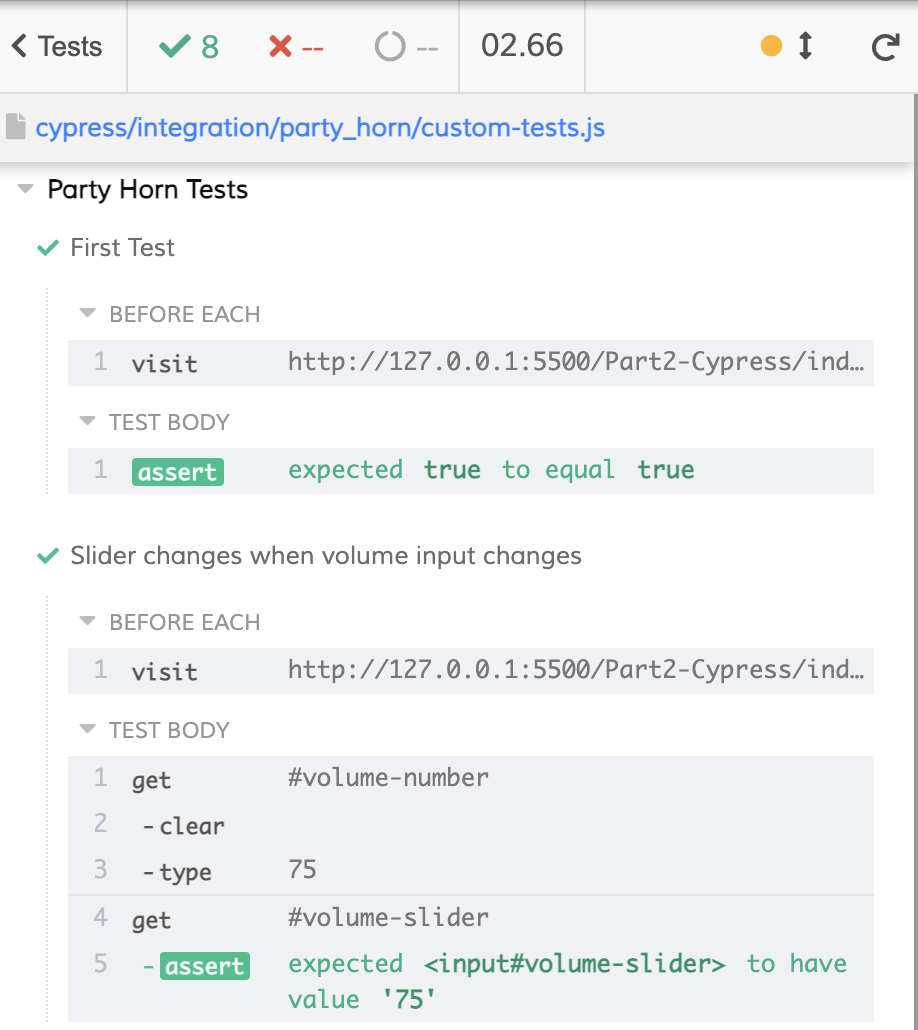 Tests 8 -- -- 02.66
cypress/integration/party_horn/custom-tests.js
Party Horn Tests
First Test
BEFORE EACH
1 visit http://127.0.0.1:5500/Part2-Cypress/ind…
TEST BODY
1 assert expected true to equal true
Slider changes when volume input changes
BEFORE EACH
1 visit http://127.0.0.1:5500/Part2-Cypress/ind…
TEST BODY
1 get #volume-number
2 -clear
3 -type 75
4 get #volume-slider
5 -assert expected <input#volume-slider> to have
value '75'